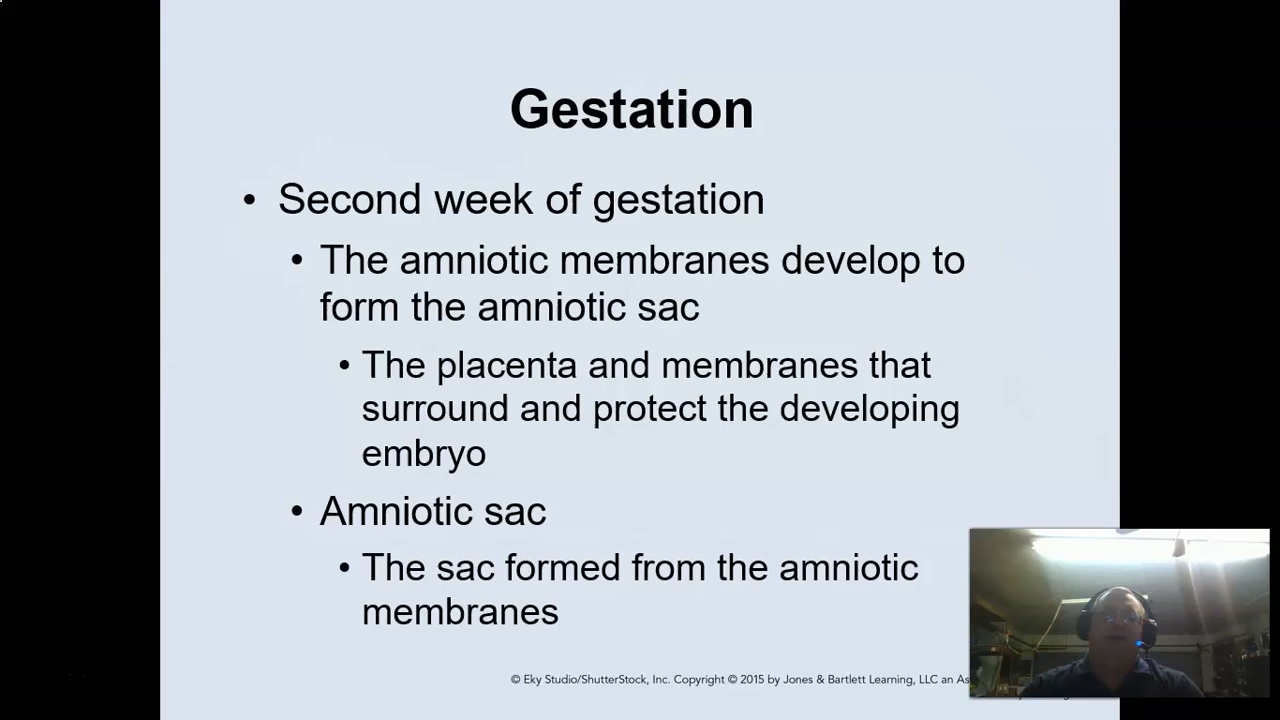 Gestation
• Second week of gestation
• The amniotic membranes develop to
form the amniotic sac
• The placenta and membranes that
surround and protect the developing
embryo
• Amniotic sac
• The sac formed from the amniotic
membranes
© Eky Studio/ShutterStock, Inc. Copyright © 2015 by Jones & Bartlett Learning, LLC an